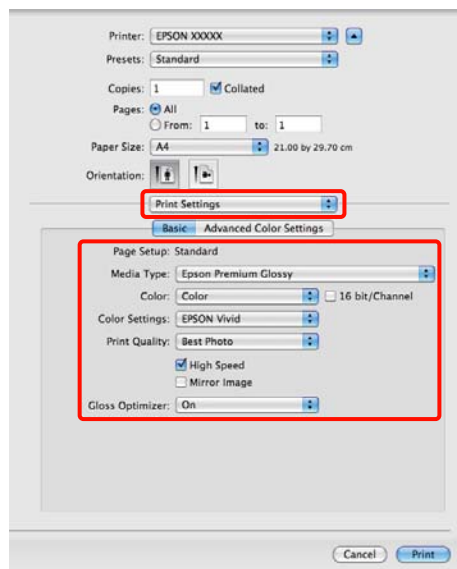 Printer: EPSON XXXXX
Presets: Standard
Copies: 1 Collated
Pages: All
From: 1 to: 1
Paper Size: A4 21.00 by 29.70 cm
Orientation:
Print Settings
Basic Advanced Color Settings
Page Setup: Standard
Media Type: Epson Premium Glossy
Color: Color 16 bit/Channel
Color Settings: EPSON Vivid
Print Quality: Best Photo
High Speed
Mirror Image
Gloss Optimizer: On
Cancel Print